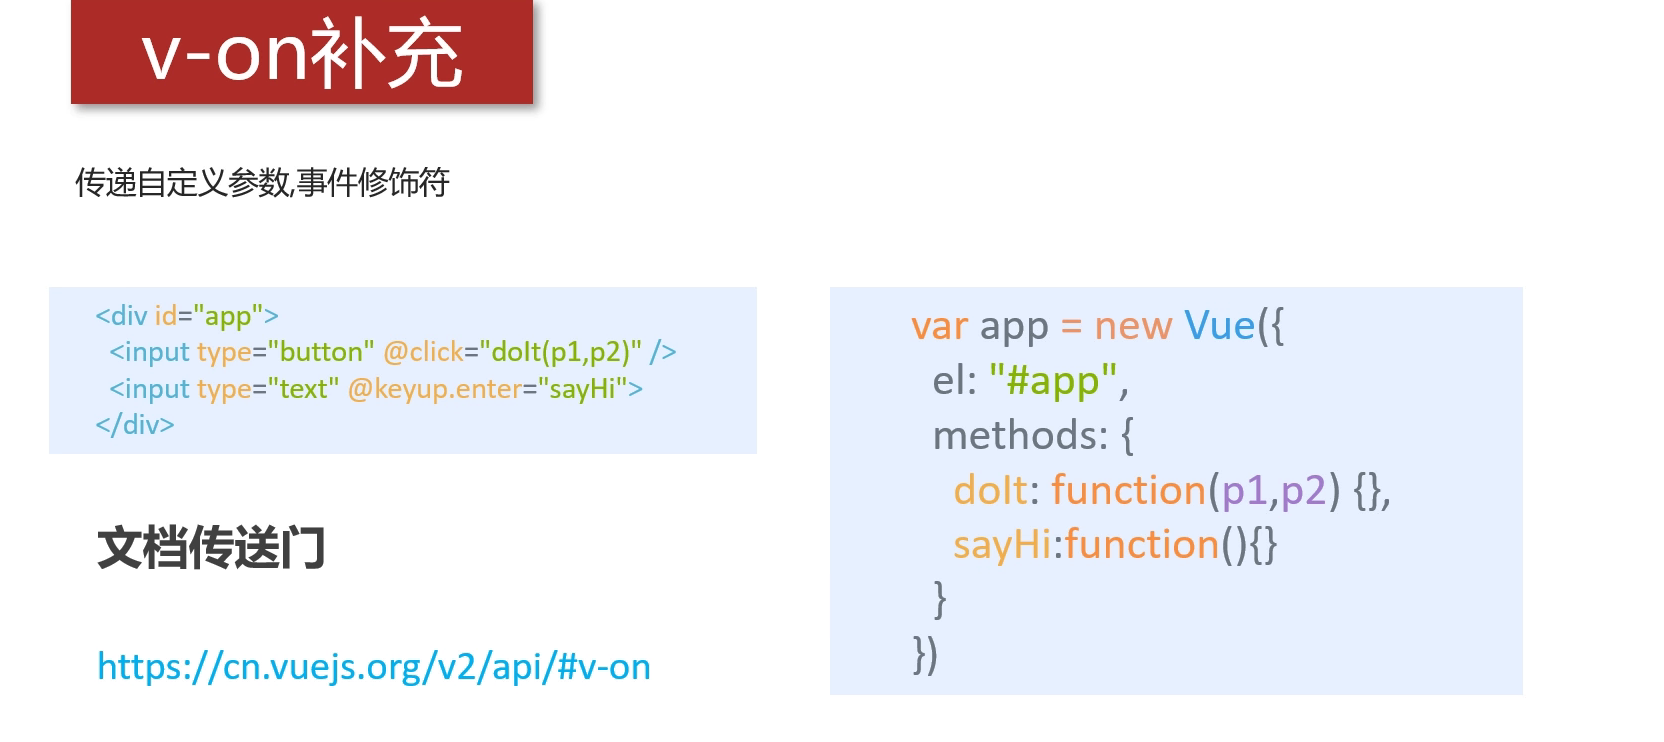 v-on补充
传递自定义参数,事件修饰符
<div id="app">
<input type="button" @click="doIt(p1,p2)" />
<input type="text" @keyup.enter="sayHi">
</div>
文档传送门
https://cn.vuejs.org/v2/api/#v-on
var app = new Vue({
el: "#app",
methods: {
doIt: function(p1,p2) {},
sayHi:function(){}
}
})